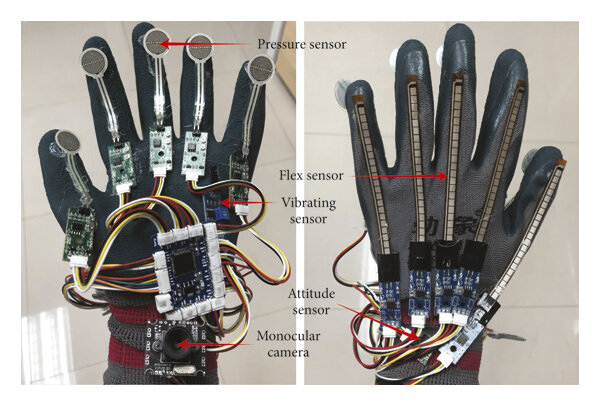 Pressure sensor
Flex sensor
Vibrating
sensor
Attitude
sensor
Monocular
camera